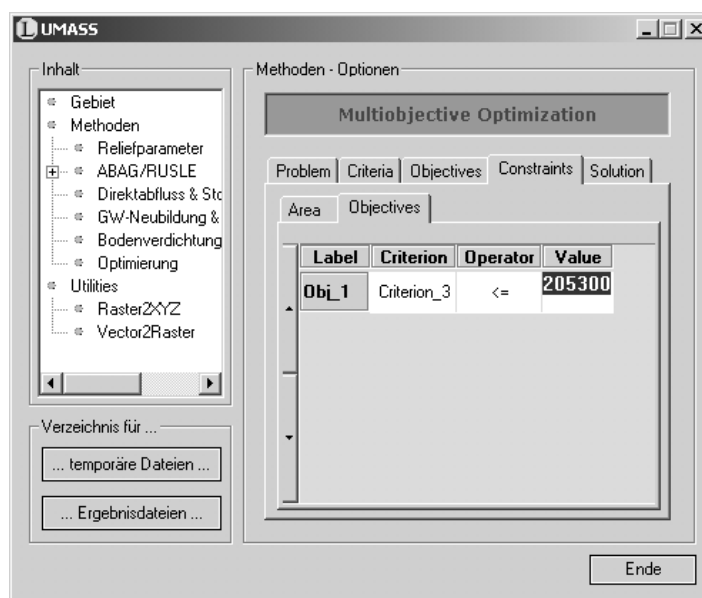 UMASS
Inhalt
Gebiet
Methoden
Reliefparameter
ABAG/RUSLE
Direktabfluss & Sto
GW-Neubildung &
Bodenverdichtung
Optimierung
Utilities
Raster2XYZ
Vector2Raster
Verzeichnis für ...
... temporäre Dateien ...
... Ergebnisdateien ...
Methoden - Optionen
Multiobjective Optimization
Problem Criteria Objectives Constraints Solution
Area Objectives
Label Criterion Operator Value
Obj_1 Criterion_3 <= 205300
Ende